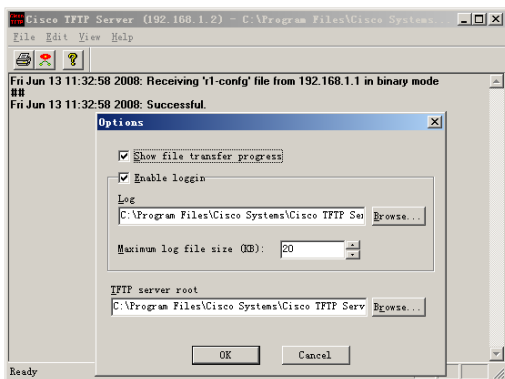 Cisco TFTP Server (192.168.1.2) - C:\Program Files\Cisco Systems
File Edit View Help
Fri Jun 13 11:32:58 2008: Receiving 'r1-confg' file from 192.168.1.1 in binary mode
##
Fri Jun 13 11:32:58 2008: Successful.
Options
Show file transfer progress
Enable loggin
Log
C:\Program Files\Cisco Systems\Cisco TFTP Ser
Browse...
Maximum log file size (KB): 20
TFTP server root
C:\Program Files\Cisco Systems\Cisco TFTP Serv
Browse...
OK Cancel
Ready